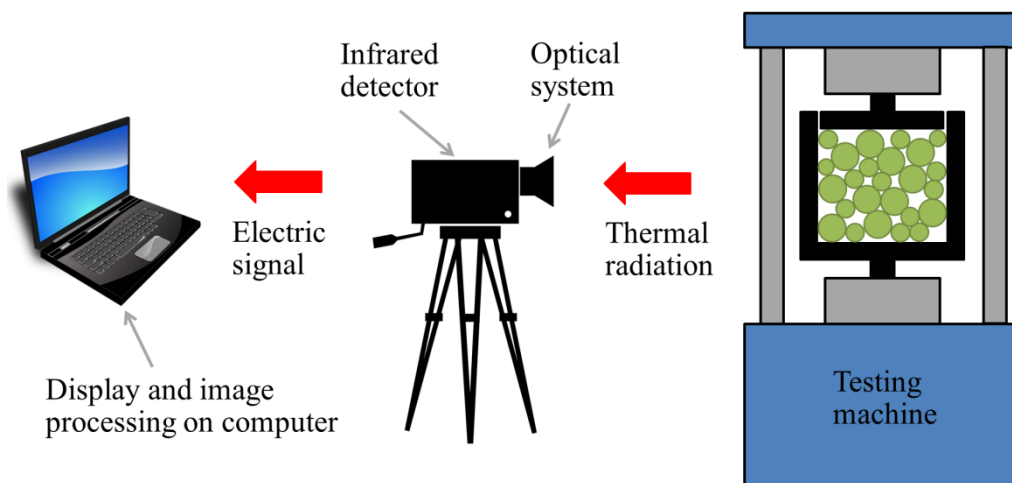 Infrared
detector
Optical
system
Electric
signal
Thermal
radiation
Display and image
processing on computer
Testing
machine